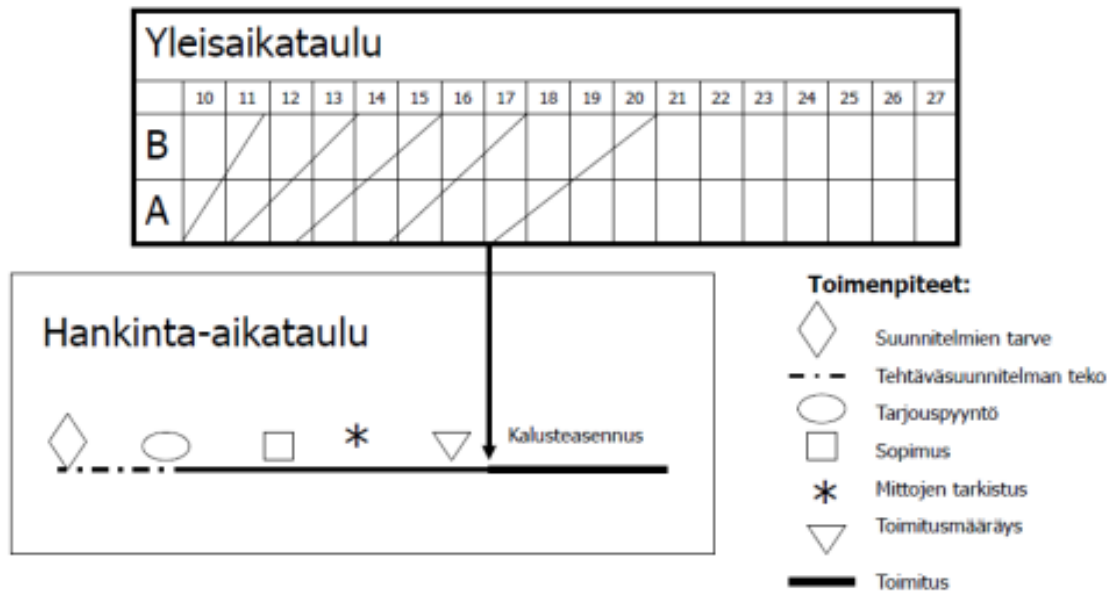 Yleisaikataulu
10 11 12 13 14 15 16 17 18 19 20 21 22 23 24 25 26 27
B
A
Hankinta-aikataulu
Kalusteasennus
Toimenpiteet:
Suunnitelmien tarve
Tehtäväsuunnitelman teko
Tarjouspyyntö
Sopimus
Mittojen tarkistus
Toimitusmääräys
Toimitus